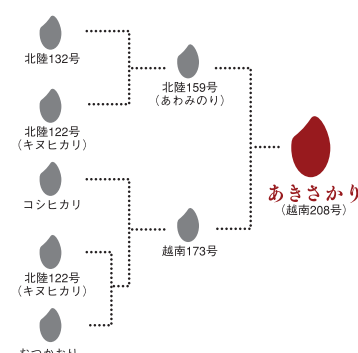 北陸132号
北陸159号
（あわみのり）
北陸122号
（キヌヒカリ）
あきさかり
（越南208号）
コシヒカリ
越南173号
北陸122号
（キヌヒカリ）